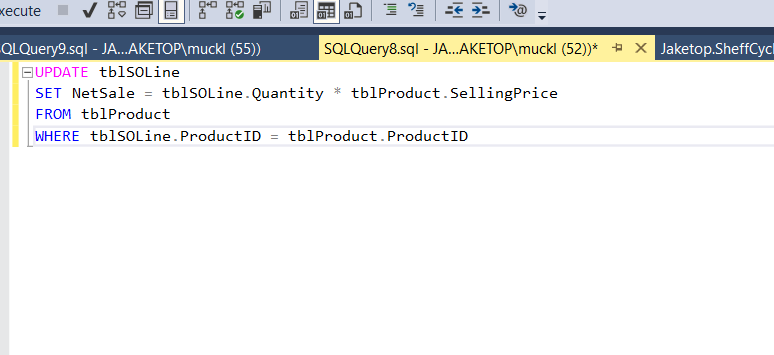 xecute
QLQuery9.sql - JA...AKETOP\muckl (55))
SQLQuery8.sql - JA...AKETOP\muckl (52))*
Jaketop.SheffCyc
UPDATE tblSOLine
SET NetSale = tblSOLine.Quantity * tblProduct.SellingPrice
FROM tblProduct
WHERE tblSOLine.ProductID = tblProduct.ProductID